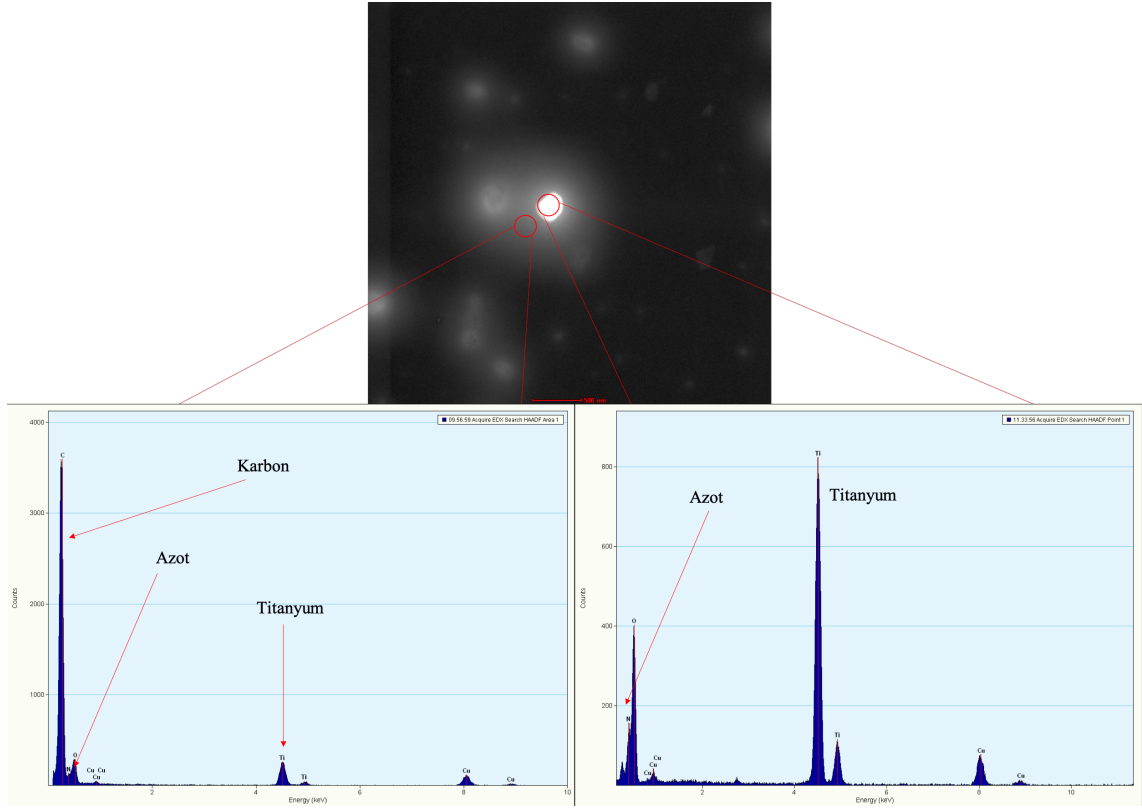 500 nm
09.56.59 Acquire EDX Search HAADF Area 1
4000
3000
2000
1000
Counts
C
Karbon
Azot
Titanyum
N
O
Cu Cu
Cu
Ti
Ti
Cu
Cu
2
4
6
8
10
Energy (keV)
11.33.56 Acquire EDX Search HAADF Point 1
800
600
400
200
Counts
Ti
Titanyum
Azot
O
N
Cu
Cu
Cu
Ti
Cu
Cu
2
4
6
8
10
Energy (keV)